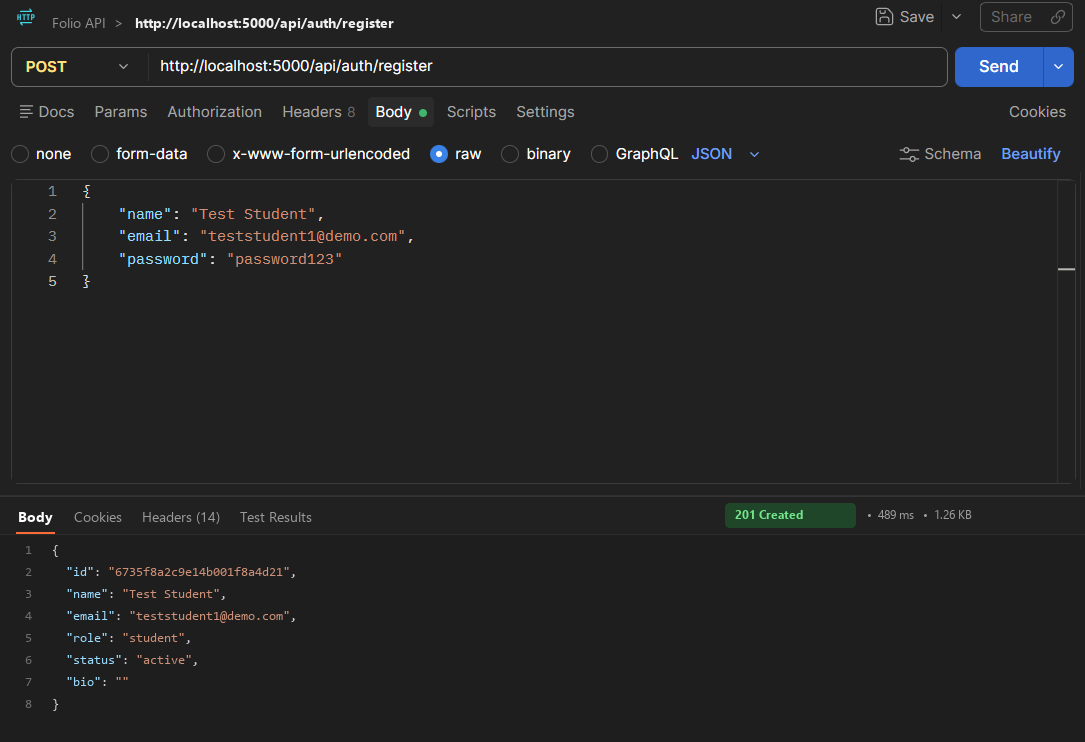 HTTP Folio API > http://localhost:5000/api/auth/register Save Share
POST http://localhost:5000/api/auth/register Send
Docs Params Authorization Headers 8 Body Scripts Settings Cookies
none form-data x-www-form-urlencoded raw binary GraphQL JSON Schema Beautify
1 {
2 "name": "Test Student",
3 "email": "teststudent1@demo.com",
4 "password": "password123"
5 }
Body Cookies Headers (14) Test Results 201 Created • 489 ms • 1.26 KB
1 {
2 "id": "6735f8a2c9e14b001f8a4d21",
3 "name": "Test Student",
4 "email": "teststudent1@demo.com",
5 "role": "student",
6 "status": "active",
7 "bio": ""
8 }